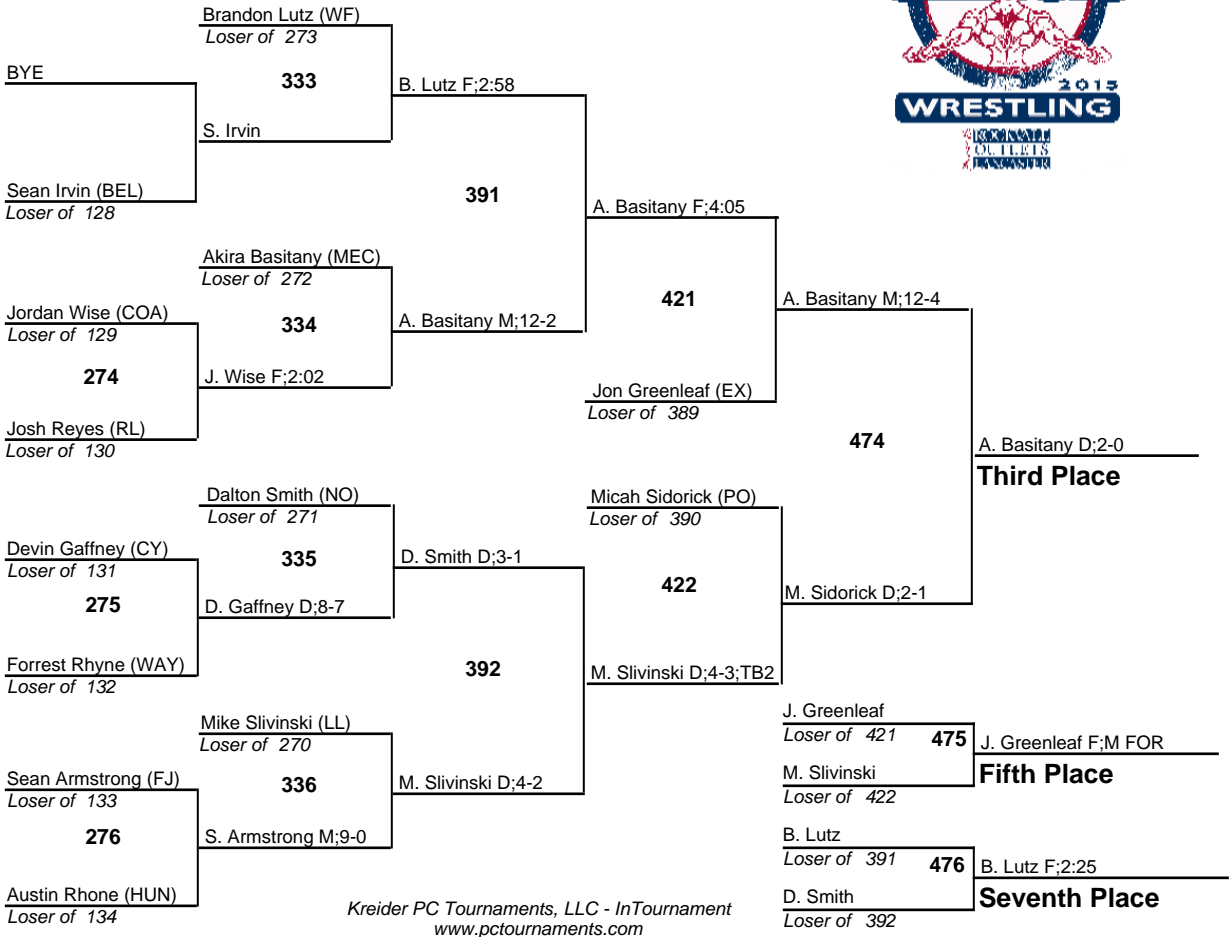 Brandon Lutz (WF)
Loser of 273
BYE
333
B. Lutz F;2:58
S. Irvin
Sean Irvin (BEL)
Loser of 128
391
A. Basitany F;4:05
Akira Basitany (MEC)
Loser of 272
Jordan Wise (COA)
Loser of 129
334
A. Basitany M;12-2
421
A. Basitany M;12-4
274
J. Wise F;2:02
Jon Greenleaf (EX)
Loser of 389
Josh Reyes (RL)
Loser of 130
474
A. Basitany D;2-0
Third Place
Dalton Smith (NO)
Loser of 271
Micah Sidorick (PO)
Loser of 390
Devin Gaffney (CY)
Loser of 131
335
D. Smith D;3-1
422
275
D. Gaffney D;8-7
M. Sidorick D;2-1
Forrest Rhyne (WAY)
Loser of 132
392
M. Slivinski D;4-3;TB2
Mike Slivinski (LL)
Loser of 270
J. Greenleaf
Loser of 421
475
J. Greenleaf F;M FOR
Fifth Place
Sean Armstrong (FJ)
Loser of 133
336
M. Slivinski D;4-2
M. Slivinski
Loser of 422
276
S. Armstrong M;9-0
B. Lutz
Loser of 391
476
B. Lutz F;2:25
Seventh Place
Austin Rhone (HUN)
Loser of 134
D. Smith
Loser of 392
Kreider PC Tournaments, LLC - InTournament
www.pctournaments.com
2015
WRESTLING
OUTLETS
LANCASTER